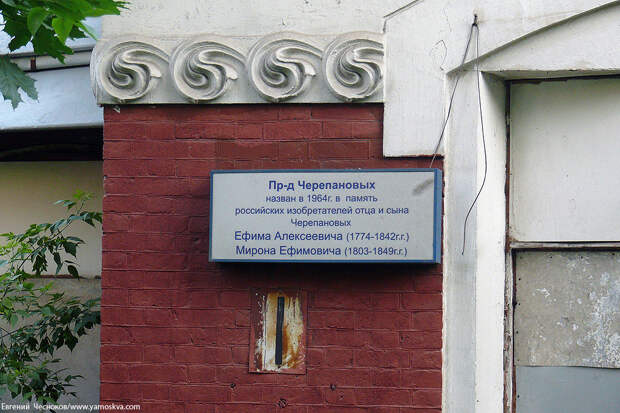 Пр-д Черепановых
назван в 1964г. в память
российских изобретателей отца и сына
Черепановых
Ефима Алексеевича (1774-1842г.г.)
Мирона Ефимовича (1803-1849г.г.)
Евгений Чесноков/www.yamoskva.com